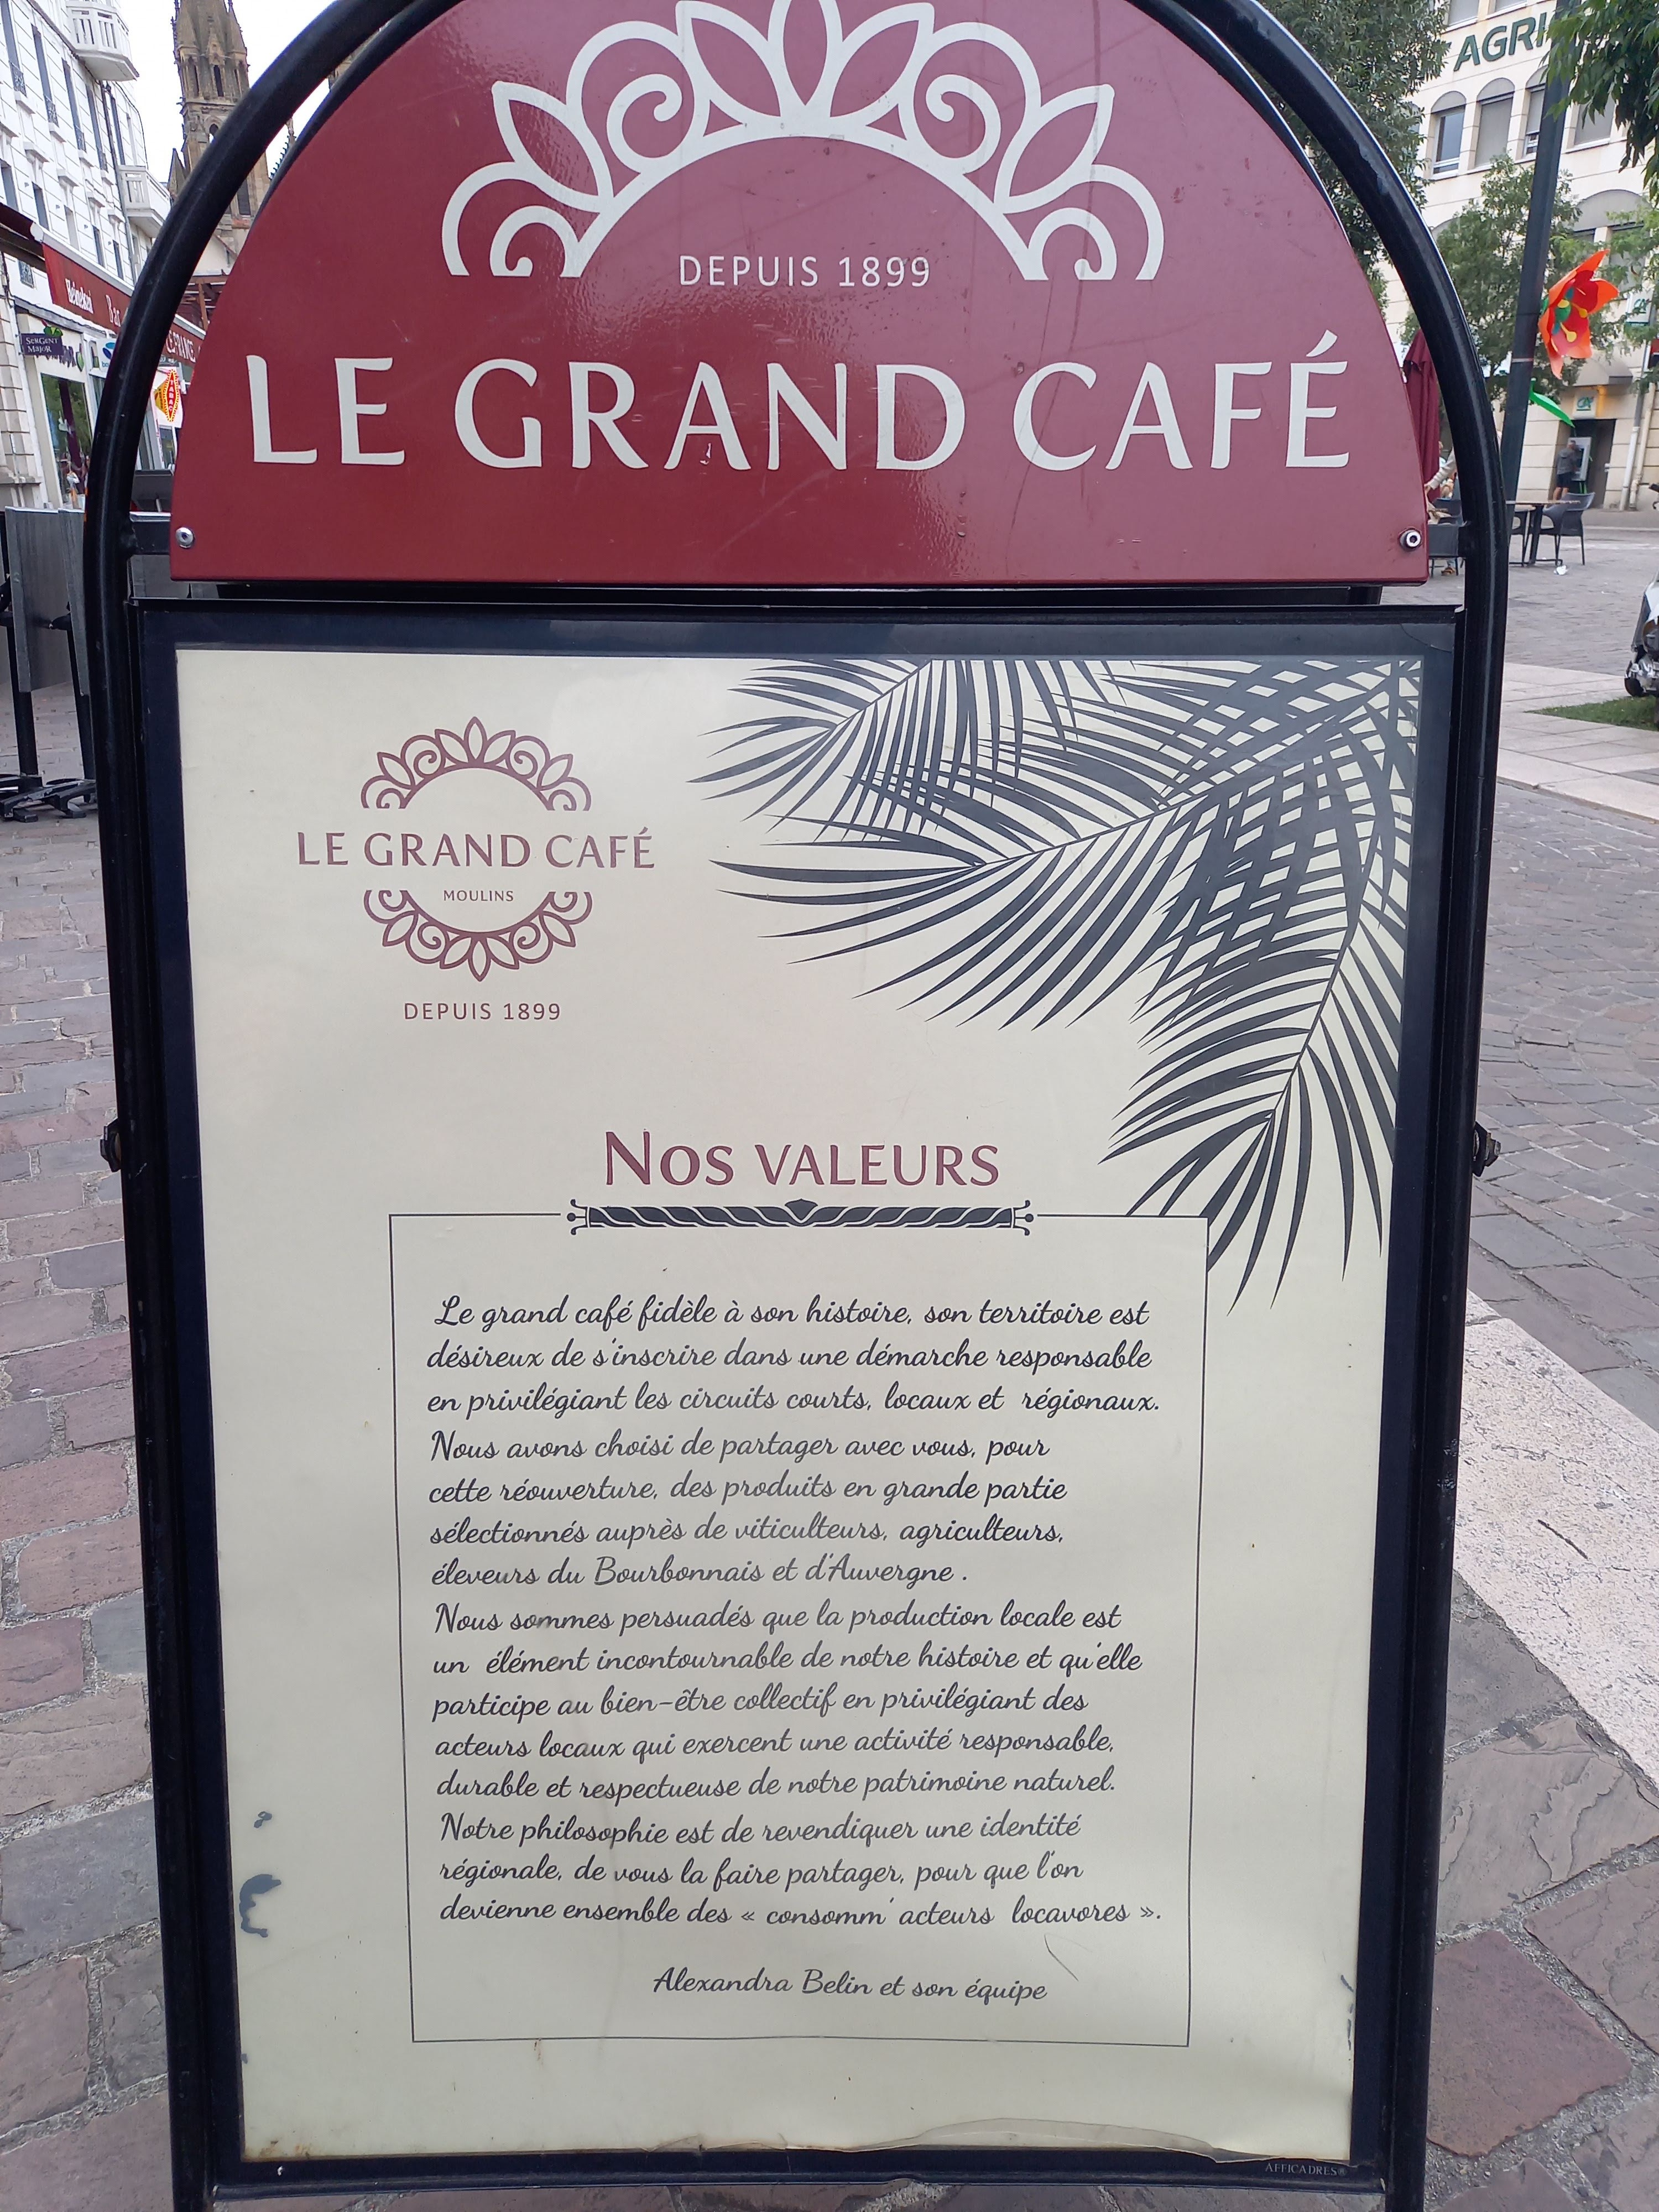 AGRI
DEPUIS 1899
LE GRAND CAFÉ
Heineken
SERGENT
MAJOR
TABAC
LE GRAND CAFÉ
MOULINS
DEPUIS 1899
NOS VALEURS
Le grand café fidèle à son histoire, son territoire est
désireux de s'inscrire dans une démarche responsable
en privilégiant les circuits courts, locaux et régionaux.
Nous avons choisi de partager avec vous, pour
cette réouverture, des produits en grande partie
sélectionnés auprès de viticulteurs, agriculteurs,
éleveurs du Bourbonnais et d'Auvergne .
Nous sommes persuadés que la production locale est
un élément incontournable de notre histoire et qu'elle
participe au bien-être collectif en privilégiant des
acteurs locaux qui exercent une activité responsable,
durable et respectueuse de notre patrimoine naturel.
Notre philosophie est de revendiquer une identité
régionale, de vous la faire partager, pour que l'on
devienne ensemble des « consomm' acteurs locavores ».
Alexandra Belin et son équipe
AFFICADRES®